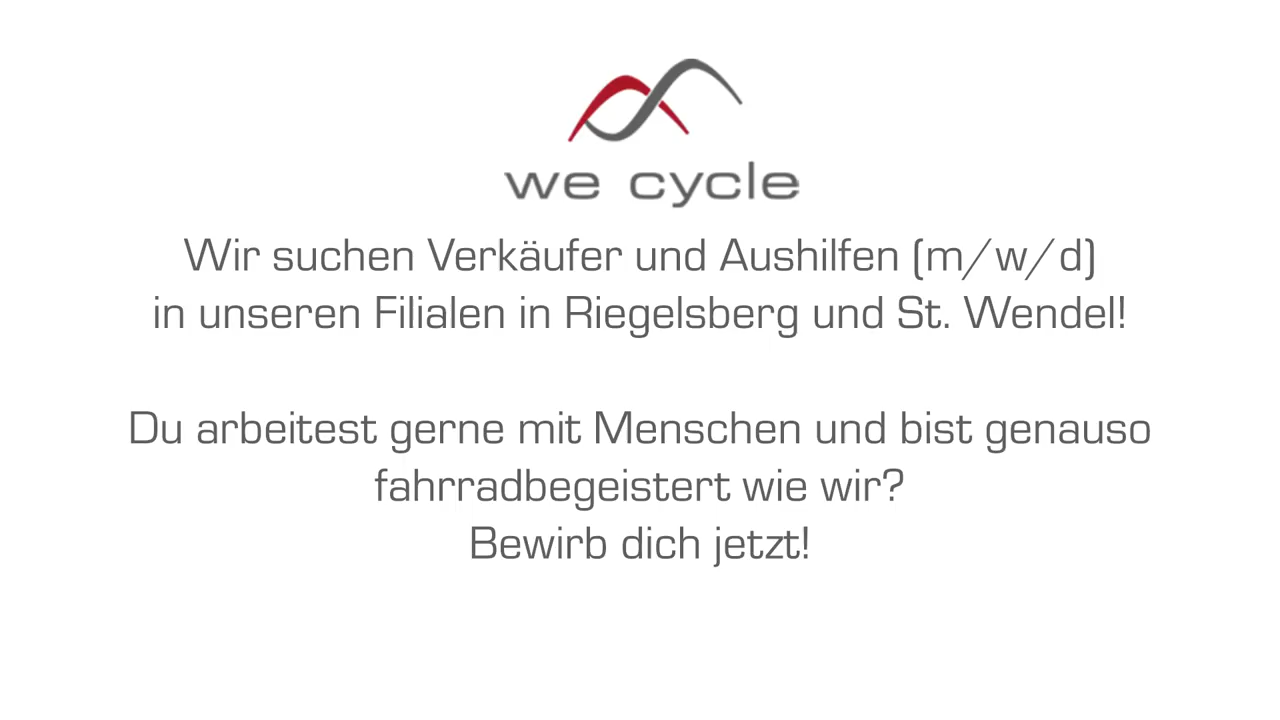 we cycle
Wir suchen Verkäufer und Aushilfen (m/w/d)
in unseren Filialen in Riegelsberg und St. Wendel!
Du arbeitest gerne mit Menschen und bist genauso
fahrradbegeistert wie wir?
Bewirb dich jetzt!